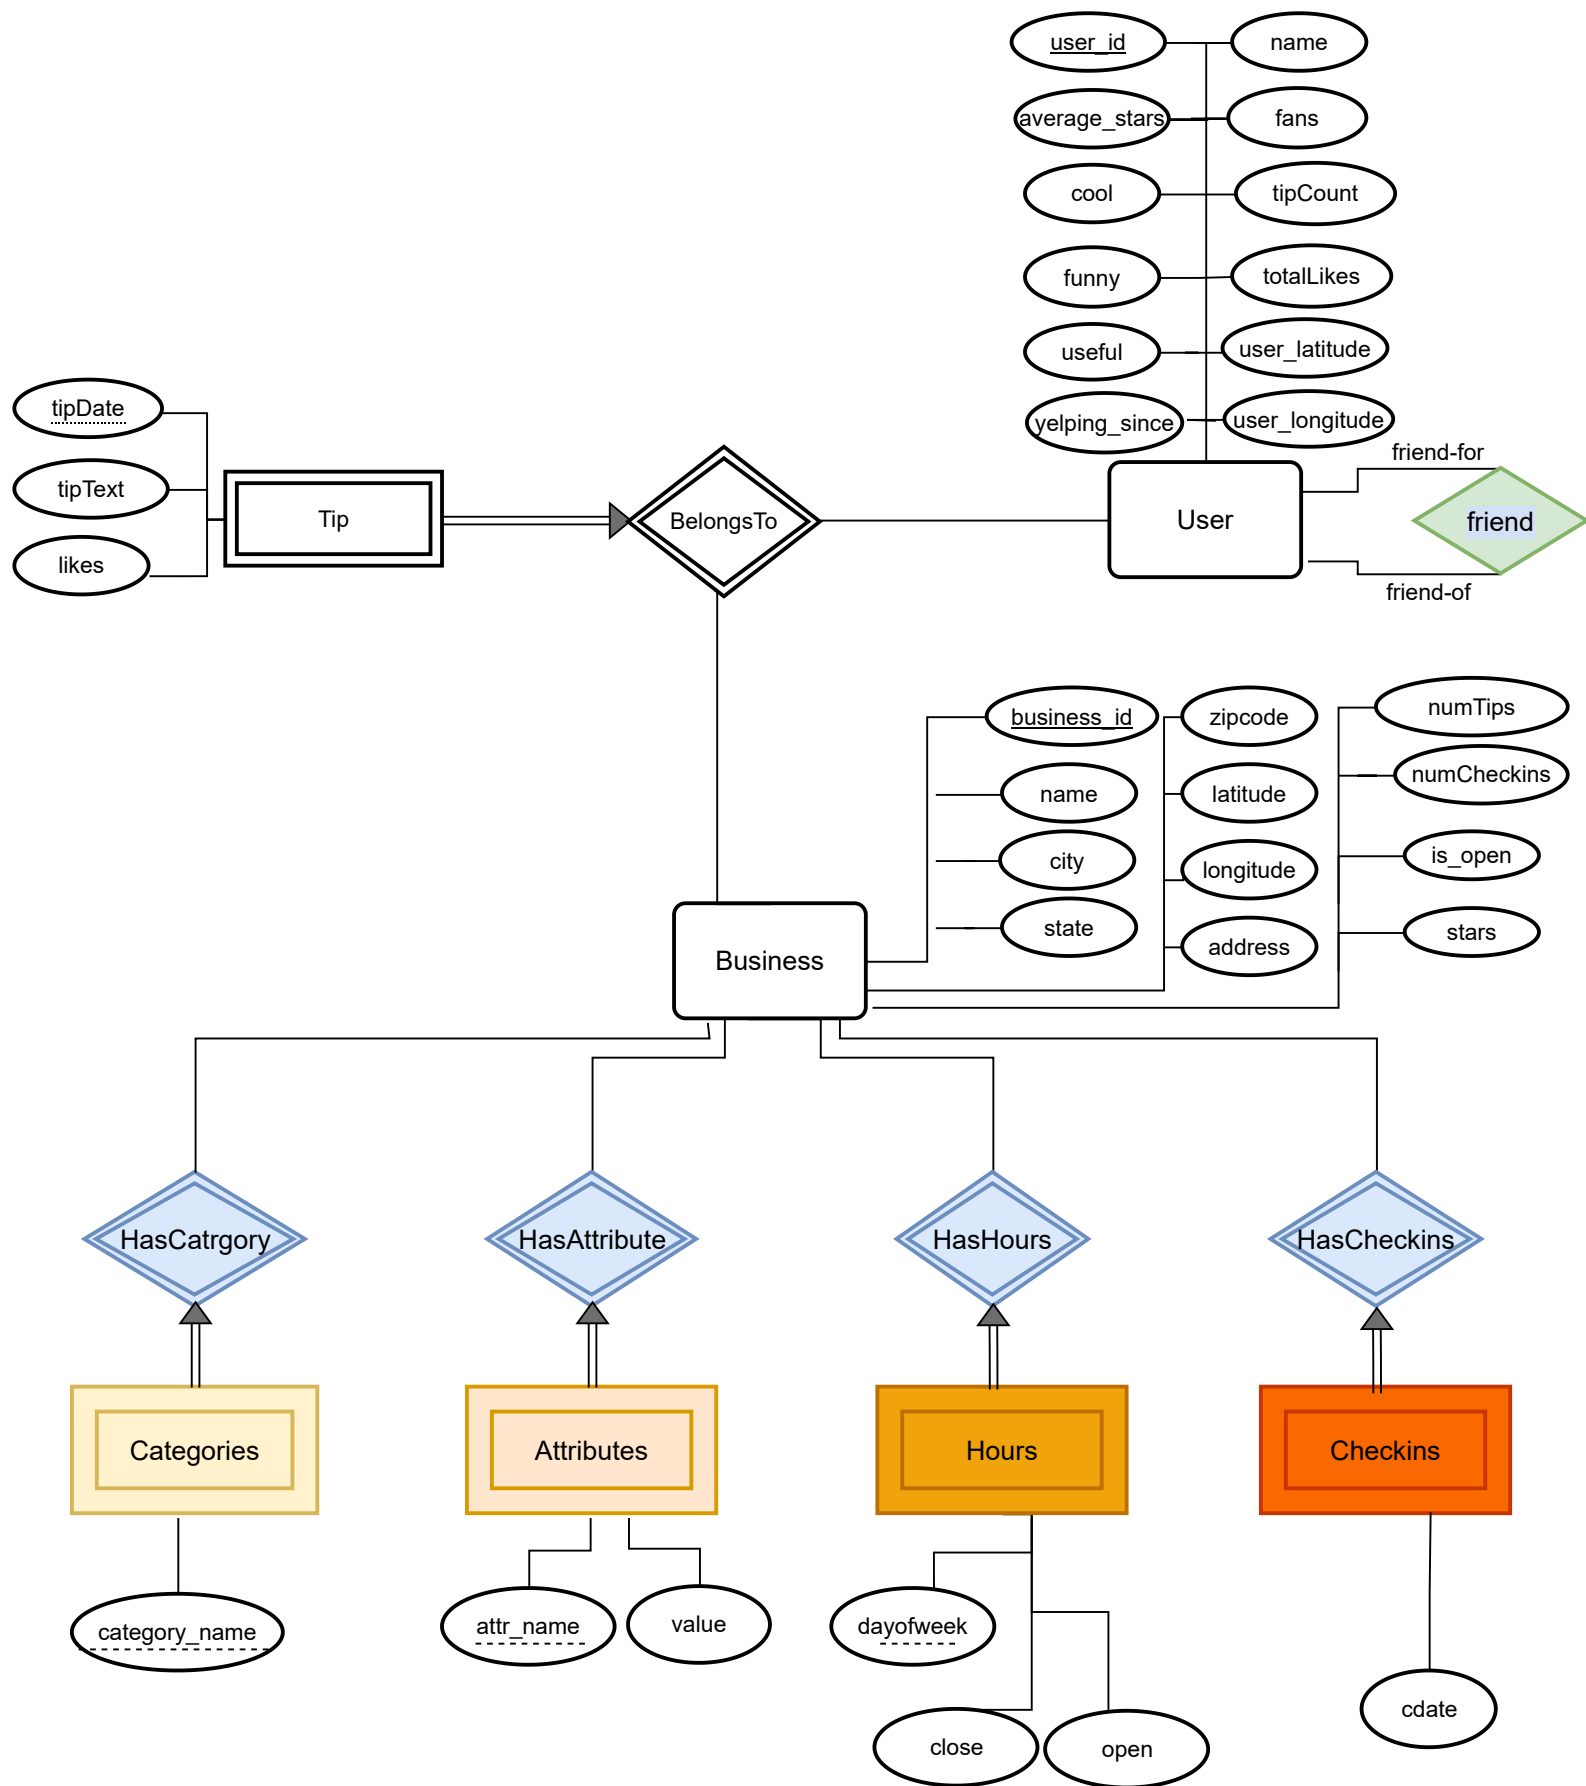 user_id
name
average_stars
fans
cool
tipCount
funny
totalLikes
useful
user_latitude
yelping_since
user_longitude
tipDate
tipText
likes
Tip
BelongsTo
User
friend-for
friend
friend-of
business_id
zipcode
numTips
name
latitude
numCheckins
city
longitude
is_open
state
address
stars
Business
HasCatrgory
HasAttribute
HasHours
HasCheckins
Categories
Attributes
Hours
Checkins
category_name
attr_name
value
dayofweek
cdate
close
open